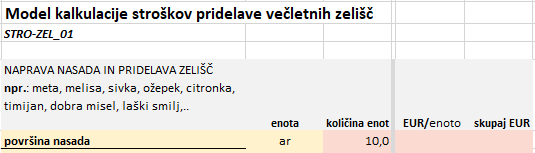 Model kalkulacije stroškov pridelave večletnih zelišč
STRO-ZEL_01
NAPRAVA NASADA IN PRIDELAVA ZELIŠČ
npr.: meta, melisa, sivka, ožepek, citronka,
timijan, dobra misel, laški smilj,..
enota količina enot EUR/enoto skupaj EUR
površina nasada ar 10,0